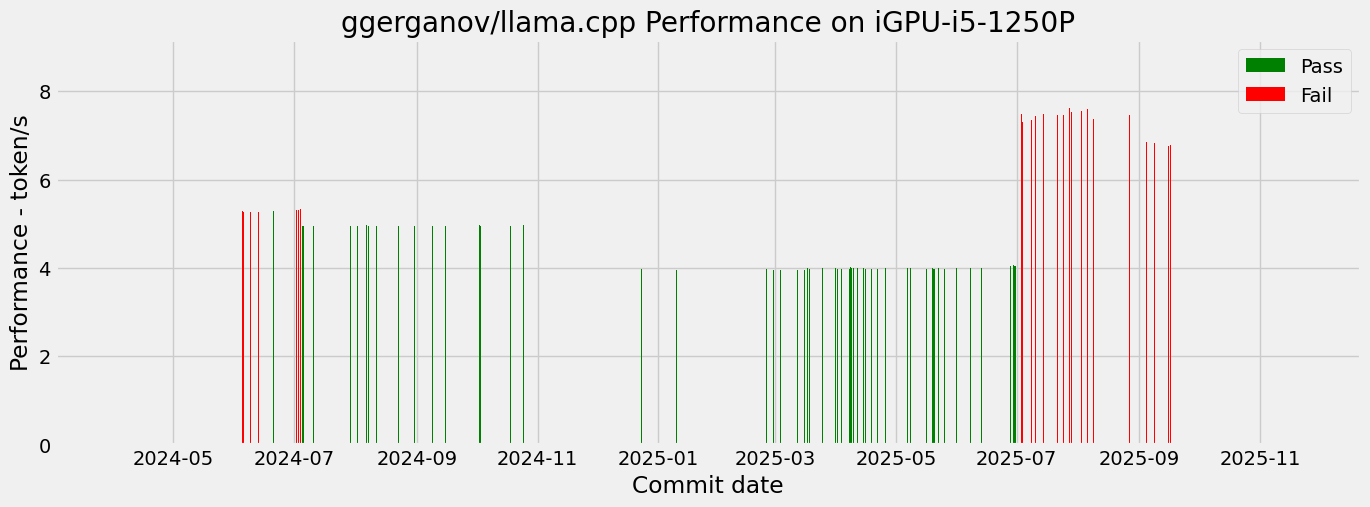 ggerganov/llama.cpp Performance on iGPU-i5-1250P
Performance - token/s
8
6
4
2
0
Pass
Fail
2024-05 2024-07 2024-09 2024-11 2025-01 2025-03 2025-05 2025-07 2025-09 2025-11
Commit date